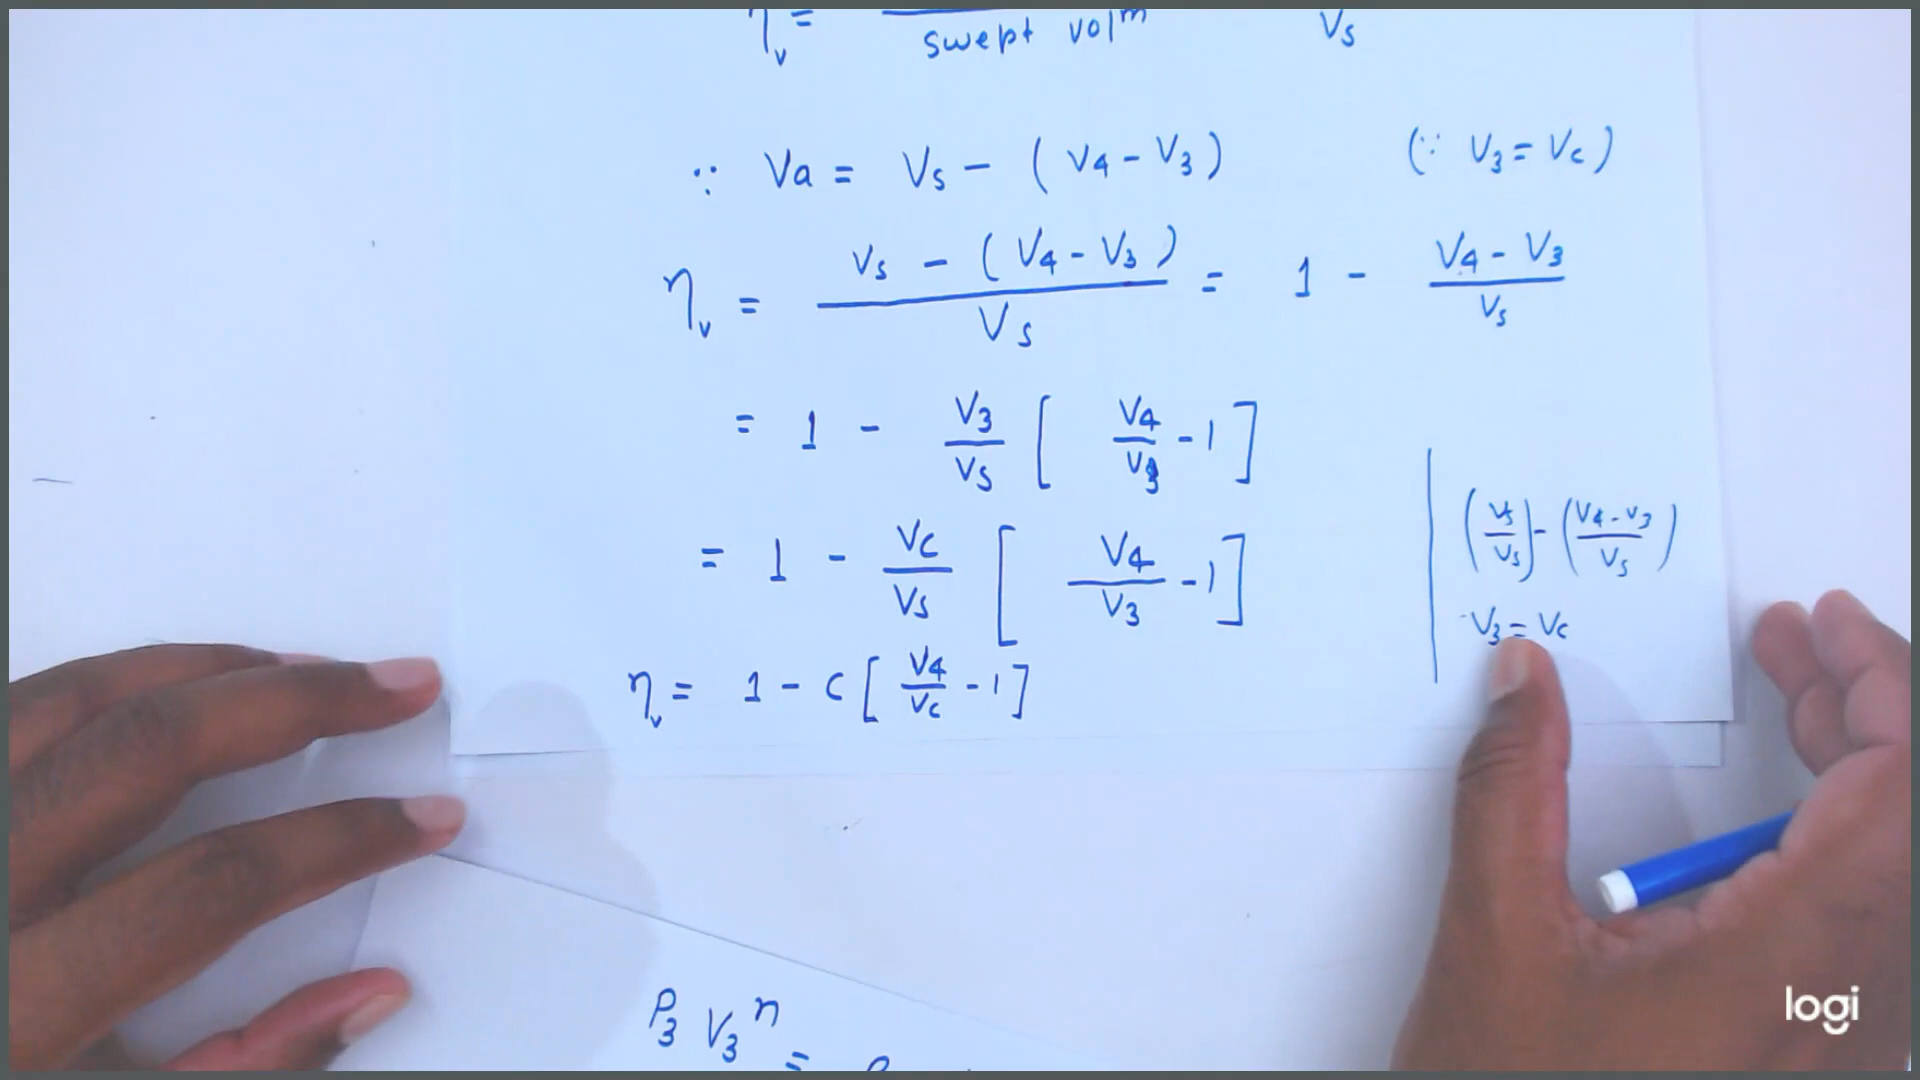 ηv =
swept volm Vs
∵ Va = Vs - (V4 - V3) (∵ V3 = Vc)
ηv = Vs - (V4 - V3) / Vs = 1 - V4 - V3 / Vs
= 1 - V3/Vs [V4/V3 - 1]
= 1 - Vc/Vs [V4/V3 - 1]
(Vs/Vs) - (V4-V3/Vs)
V3 = Vc
ηv = 1 - C [V4/Vc - 1]
P3 V3^n =
logi